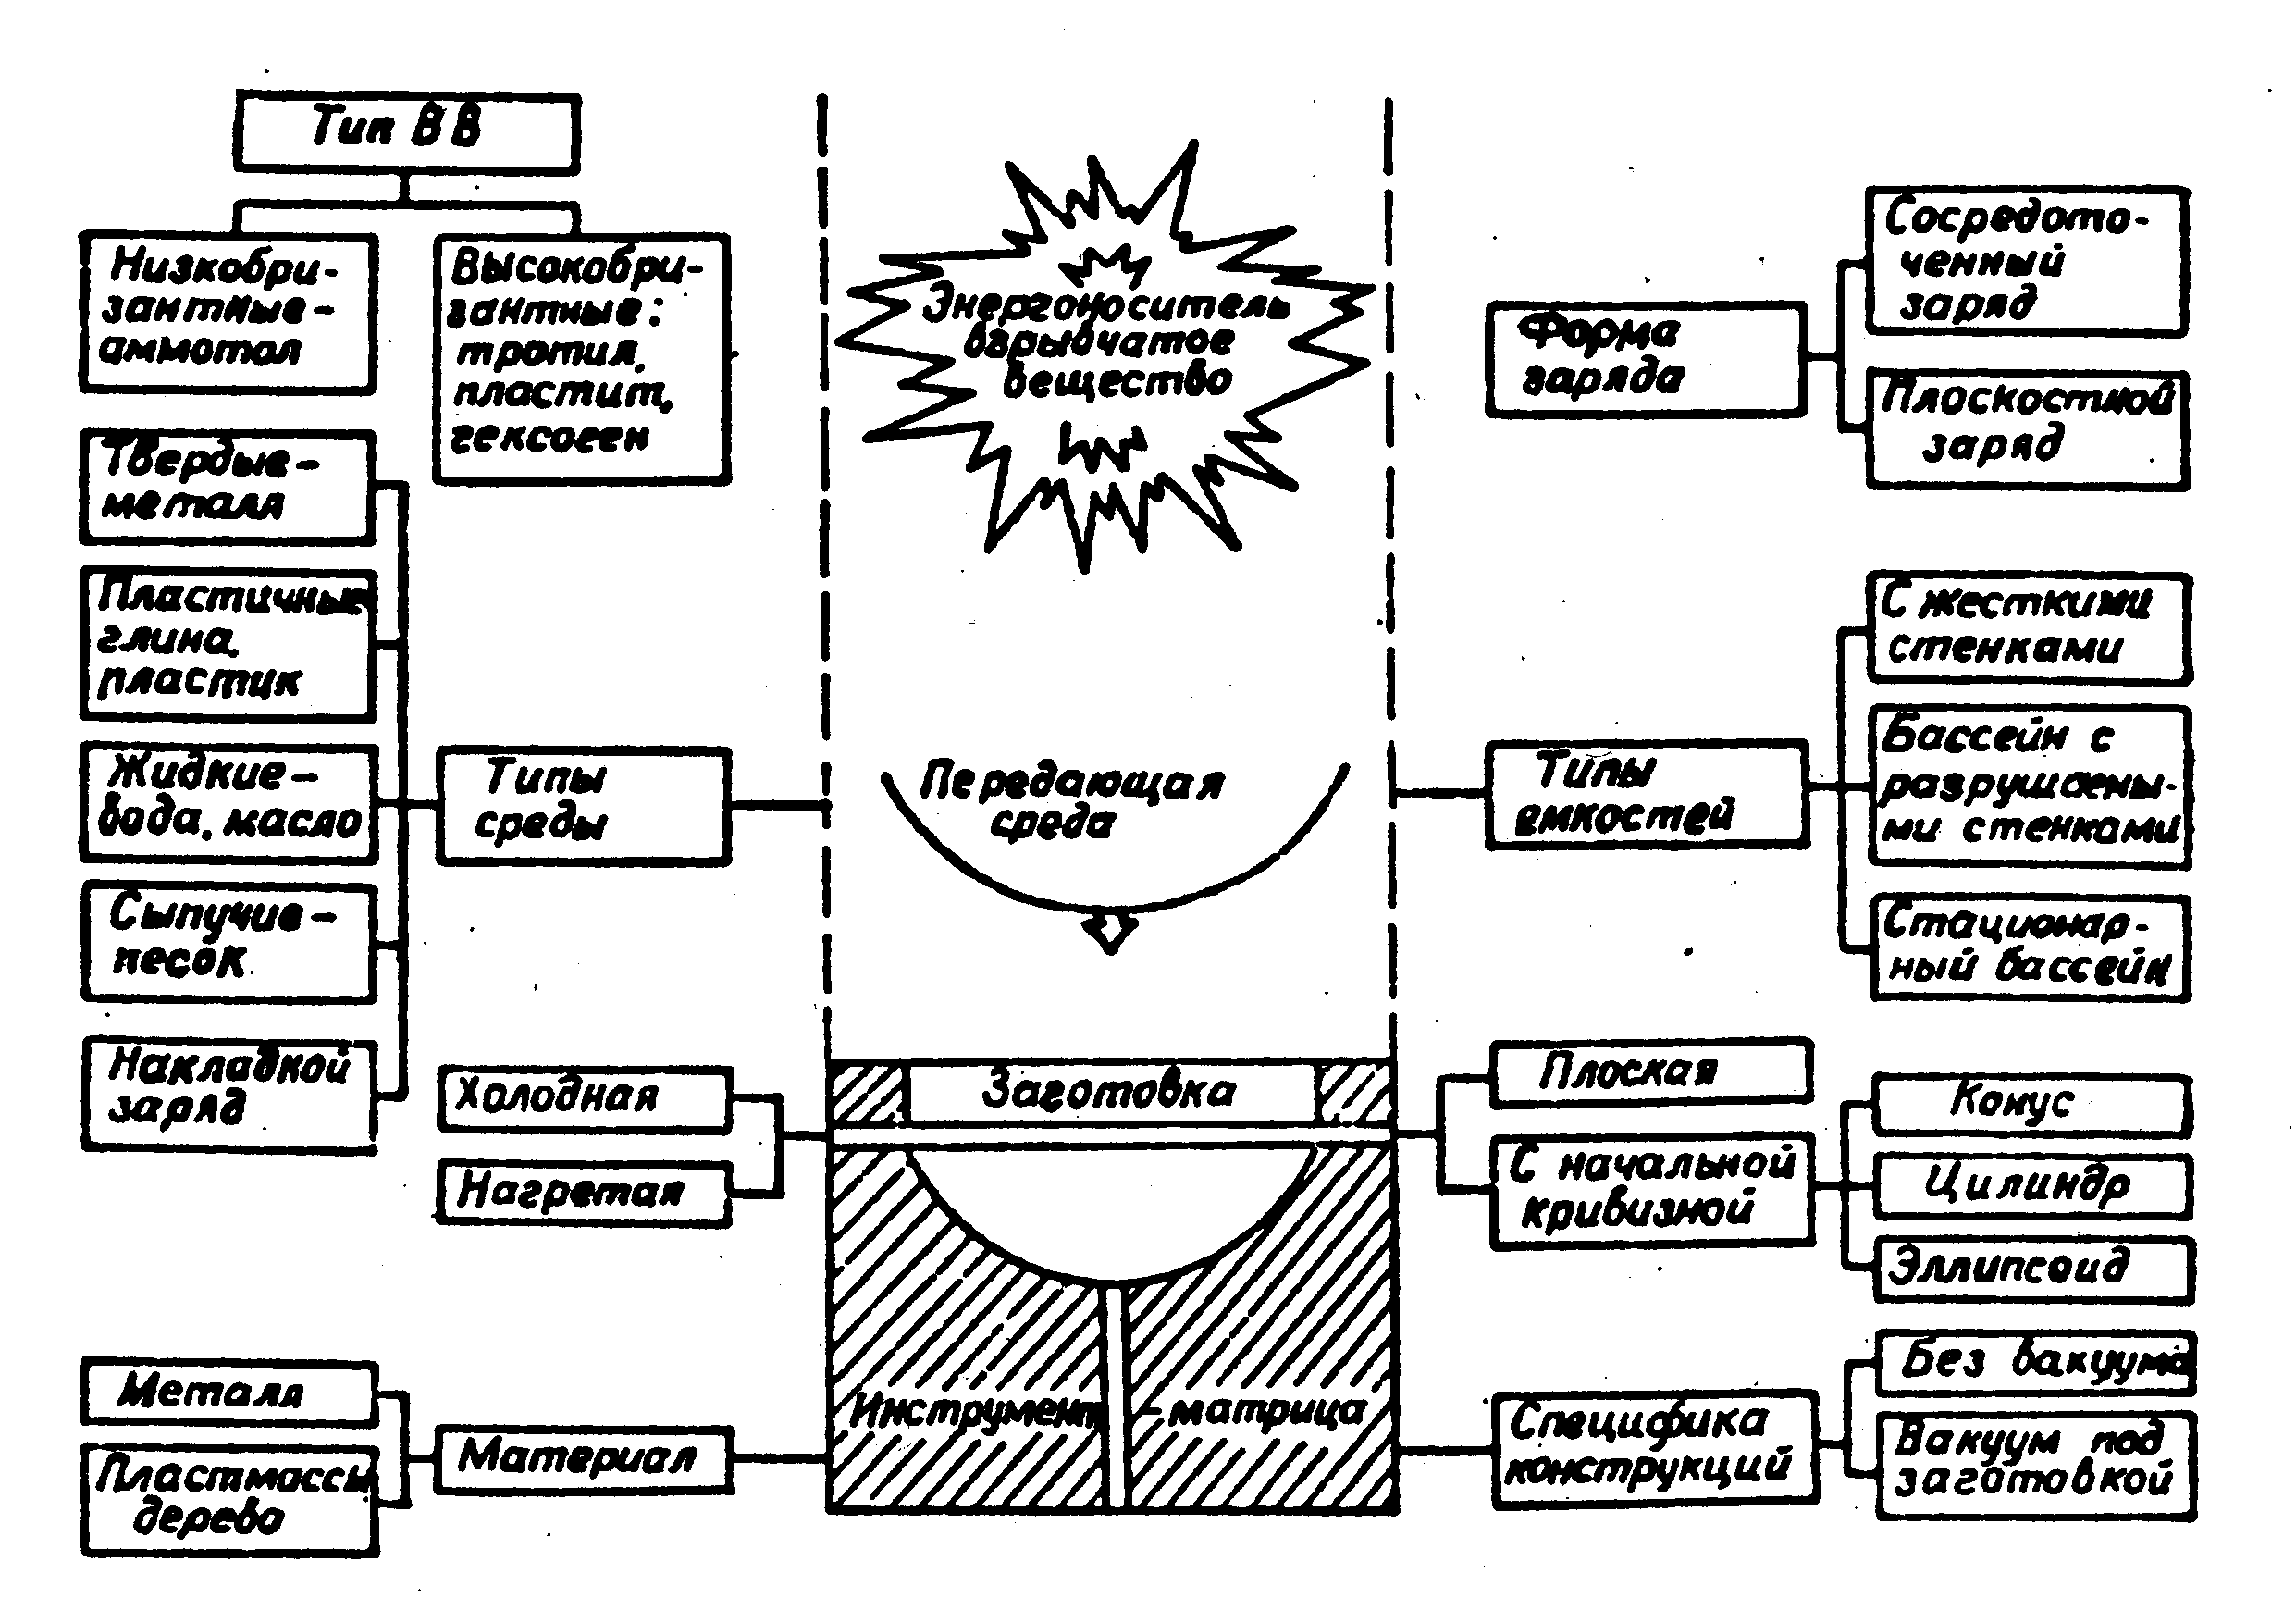 Тип ВВ
Низкобри-
зантные-
аммотол
Высокобри-
зантные:
тротил,
пластит,
гексоген
Энергоноситель
взрывчатое
вещество
Форма
заряда
Сосредото-
ченный
заряд
Плоскостной
заряд
Твердые-
металл
Пластичные
глина,
пластик
Жидкие-
вода, масло
Сыпучие-
песок
Накладкой
заряд
Типы
среды
Передающая
среда
Типы
емкостей
С жесткими
стенками
Бассейн с
разрушаемы-
ми стенками
Стационар-
ный бассейн
Холодная
Нагретая
Заготовка
Плоская
С начальной
кривизной
Конус
Цилиндр
Эллипсоид
Металл
Пластмассы
дерево
Материал
Инструмент - матрица
Специфика
конструкций
Без вакуума
Вакуум под
заготовкой